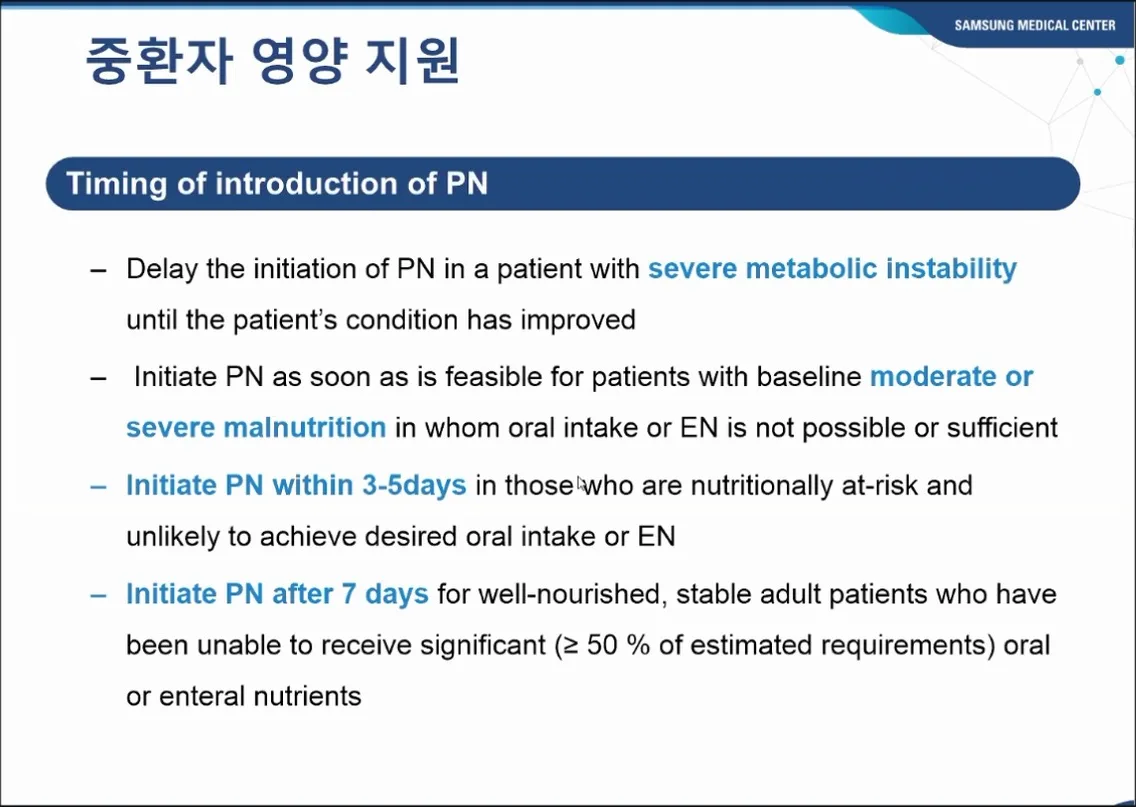 SAMSUNG MEDICAL CENTER
중환자 영양 지원
Timing of introduction of PN
– Delay the initiation of PN in a patient with severe metabolic instability
until the patient’s condition has improved
– Initiate PN as soon as is feasible for patients with baseline moderate or
severe malnutrition in whom oral intake or EN is not possible or sufficient
– Initiate PN within 3-5days in those who are nutritionally at-risk and
unlikely to achieve desired oral intake or EN
– Initiate PN after 7 days for well-nourished, stable adult patients who have
been unable to receive significant (≥ 50 % of estimated requirements) oral
or enteral nutrients